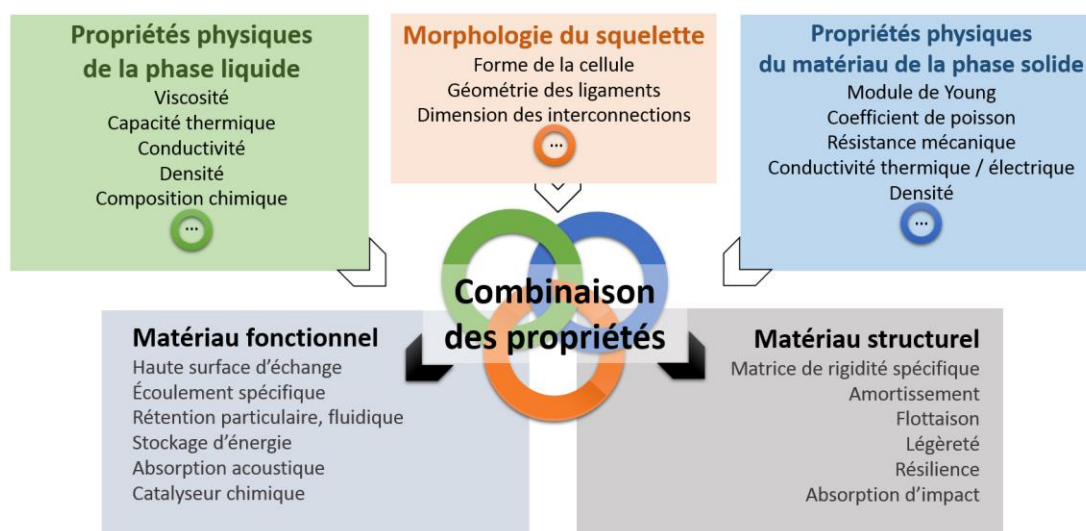 Propriétés physiques
de la phase liquide
Viscosité
Capacité thermique
Conductivité
Densité
Composition chimique
...
Morphologie du squelette
Forme de la cellule
Géométrie des ligaments
Dimension des interconnections
...
Propriétés physiques
du matériau de la phase solide
Module de Young
Coefficient de poisson
Résistance mécanique
Conductivité thermique / électrique
Densité
...
Combinaison
des propriétés
Matériau fonctionnel
Haute surface d'échange
Écoulement spécifique
Rétention particulaire, fluidique
Stockage d'énergie
Absorption acoustique
Catalyseur chimique
Matériau structurel
Matrice de rigidité spécifique
Amortissement
Flottaison
Légèreté
Résilience
Absorption d'impact